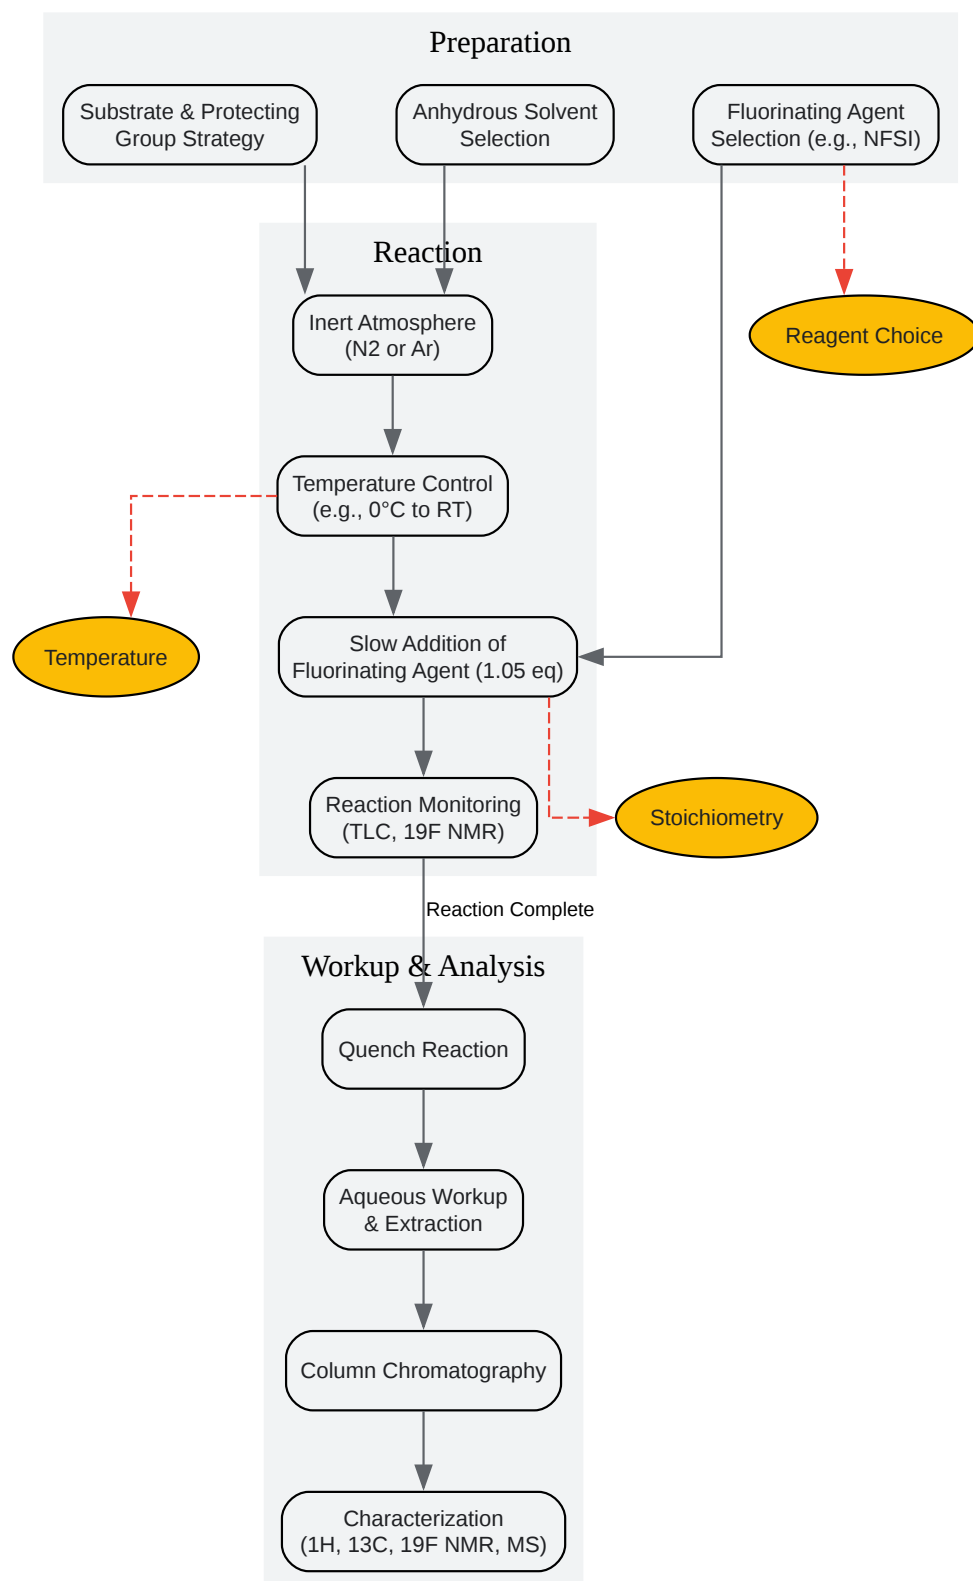 Preparation
Substrate & Protecting
Group Strategy
Anhydrous Solvent
Selection
Fluorinating Agent
Selection (e.g., NFSI)
Reaction
Inert Atmosphere
(N2 or Ar)
Reagent Choice
Temperature Control
(e.g., 0°C to RT)
Temperature
Slow Addition of
Fluorinating Agent (1.05 eq)
Reaction Monitoring
(TLC, 19F NMR)
Stoichiometry
Reaction Complete
Workup & Analysis
Quench Reaction
Aqueous Workup
& Extraction
Column Chromatography
Characterization
(1H, 13C, 19F NMR, MS)